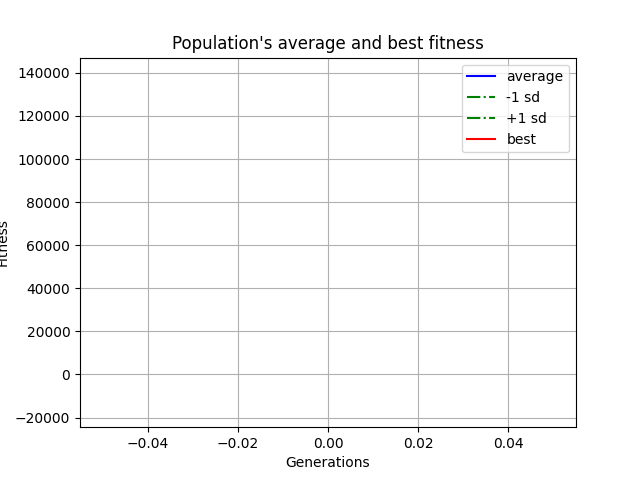 Population's average and best fitness
140000
120000
100000
80000
60000
40000
20000
0
−20000
Fitness
average
-1 sd
+1 sd
best
−0.04
−0.02
0.00
0.02
0.04
Generations